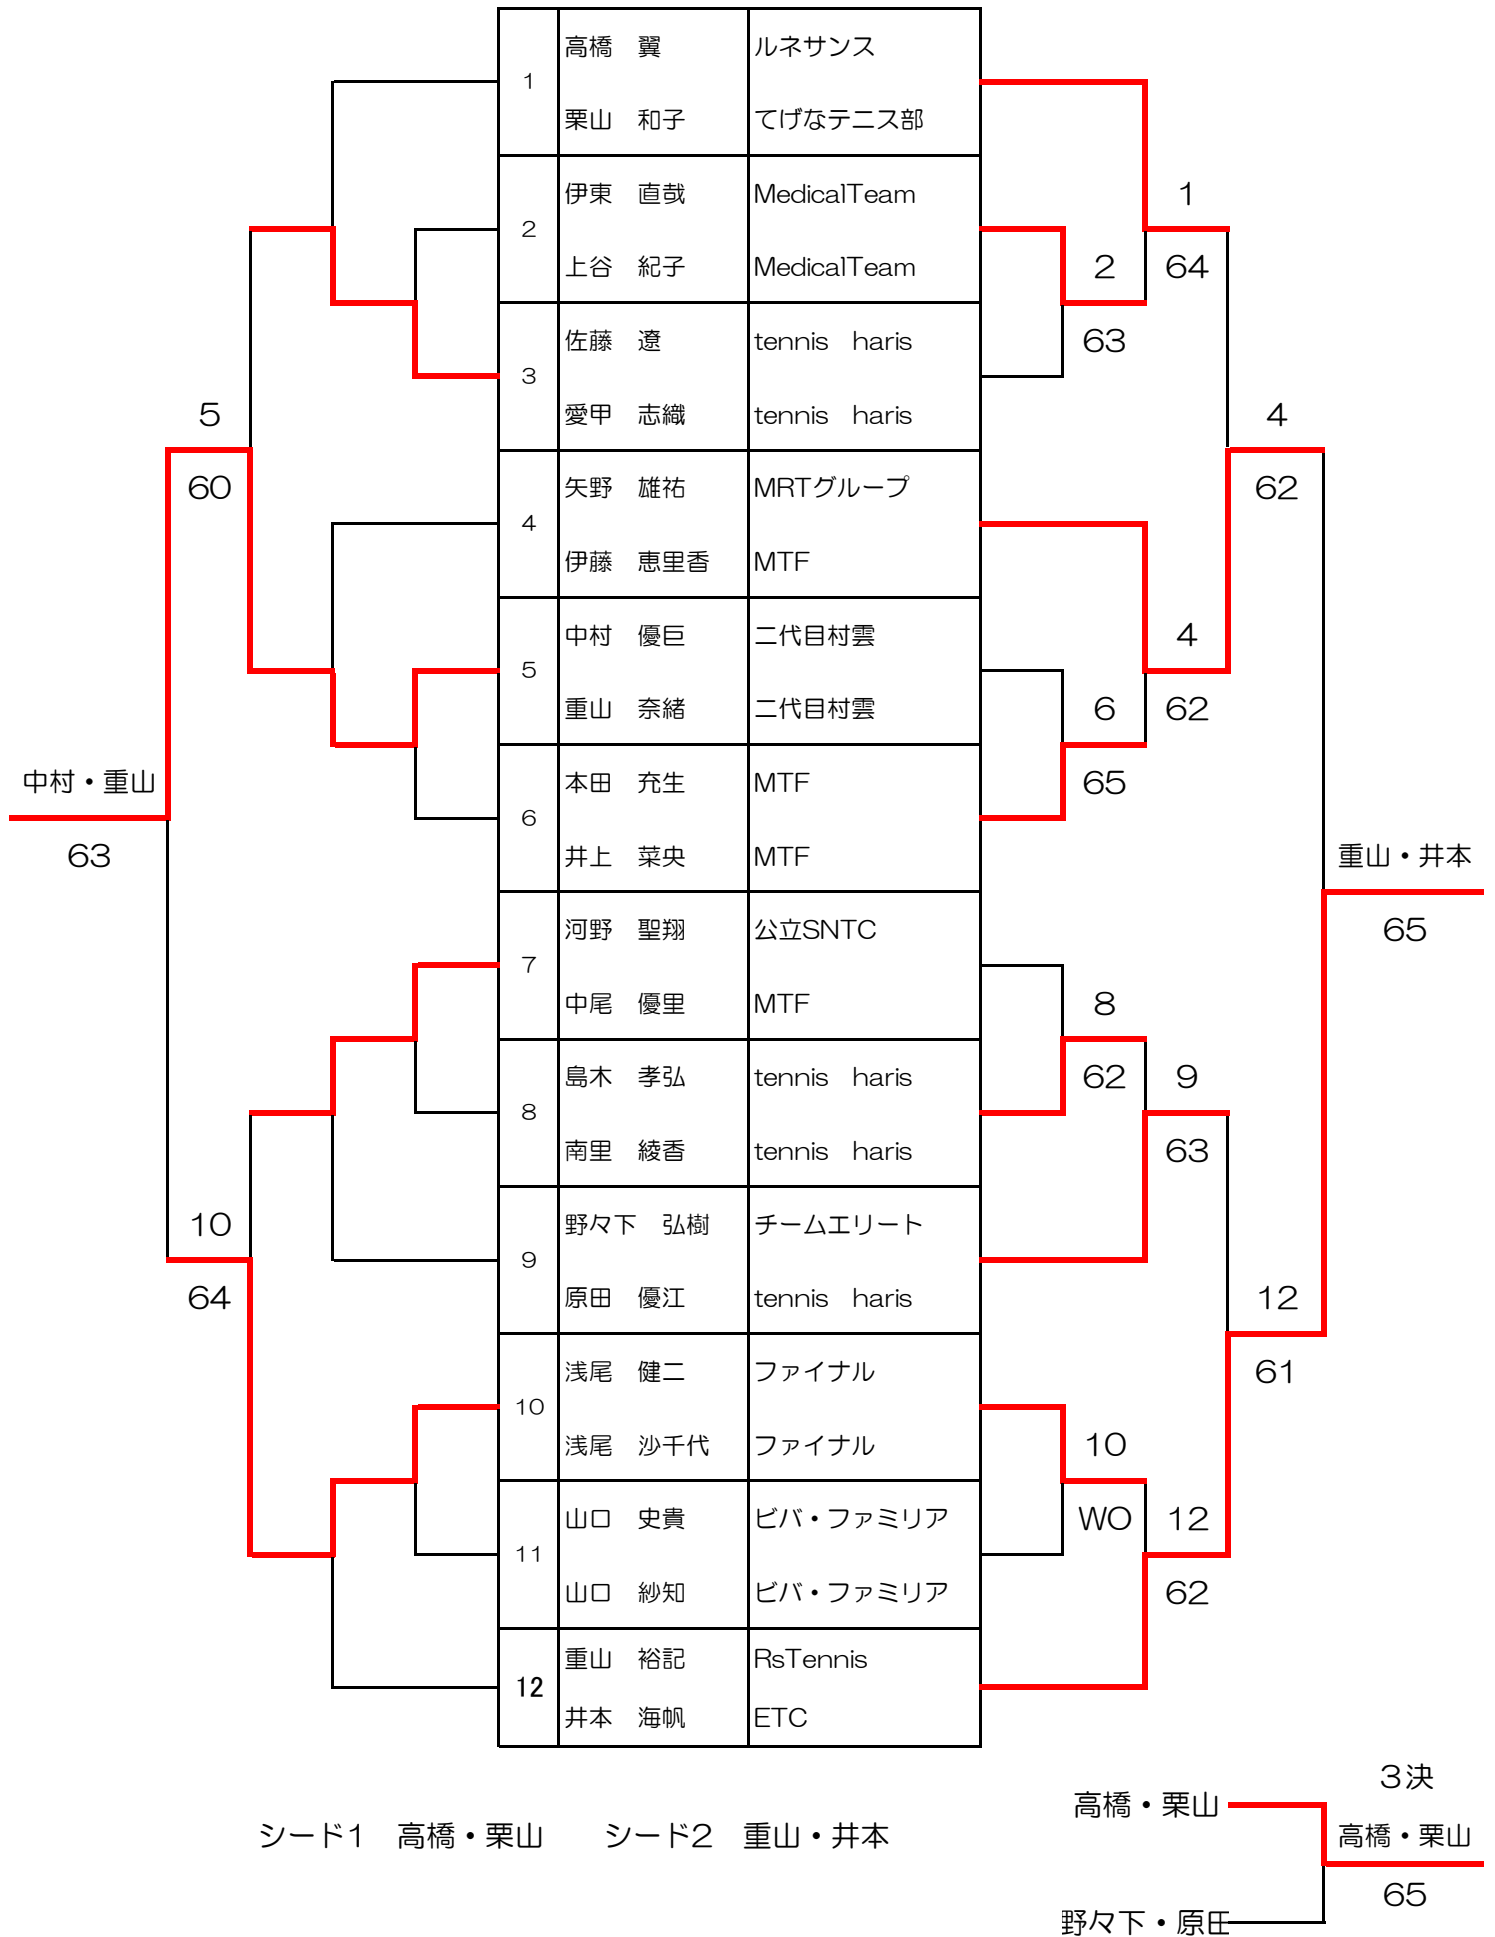 1
高橋　翼 ルネサンス
栗山　和子 てげなテニス部
2
伊東　直哉 MedicalTeam
上谷　紀子 MedicalTeam
3
佐藤　遼 tennis　haris
愛甲　志織 tennis　haris
4
矢野　雄祐 MRTグループ
伊藤　恵里香 MTF
5
中村　優巨 二代目村雲
重山　奈緒 二代目村雲
6
本田　充生 MTF
井上　菜央 MTF
7
河野　聖翔 公立SNTC
中尾　優里 MTF
8
島木　孝弘 tennis　haris
南里　綾香 tennis　haris
9
野々下　弘樹 チームエリート
原田　優江 tennis　haris
10
浅尾　健二 ファイナル
浅尾　沙千代 ファイナル
11
山口　史貴 ビバ・ファミリア
山口　紗知 ビバ・ファミリア
12
重山　裕記 RsTennis
井本　海帆 ETC
5
60
中村・重山
63
10
64
1
64
2
63
4
62
4
62
6
65
重山・井本
65
8
62
9
63
12
61
10
WO
12
62
シード1　高橋・栗山　　シード2　重山・井本
3決
高橋・栗山
高橋・栗山
65
野々下・原田